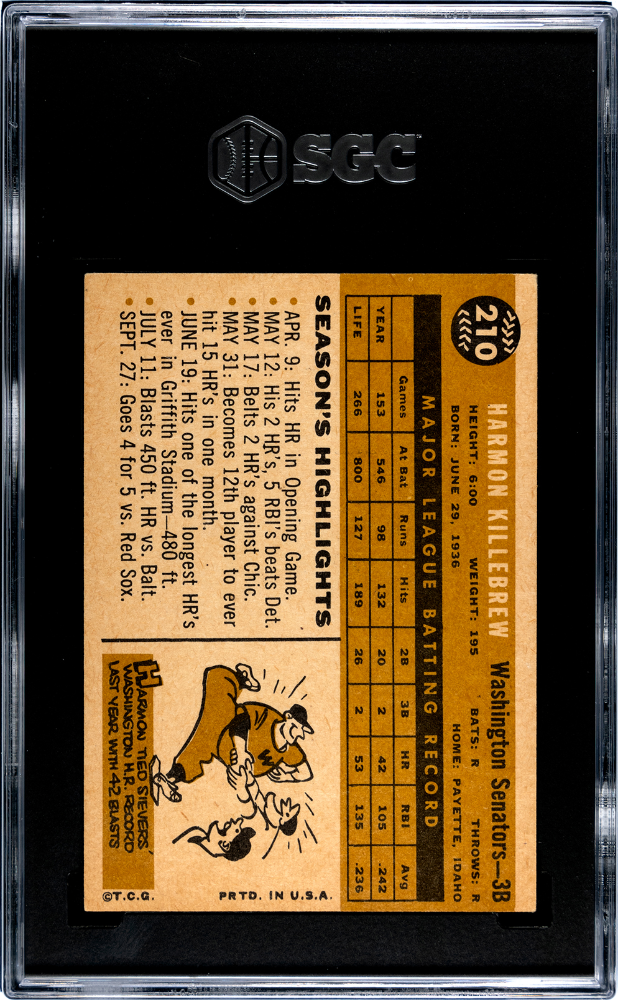 SGC
210
HARMON KILLEBREW Washington Senators—3B
HEIGHT: 6:00 WEIGHT: 195 BATS: R THROWS: R
BORN: JUNE 29, 1936 HOME: PAYETTE, IDAHO
MAJOR LEAGUE BATTING RECORD
Games At Bat Runs Hits 2B 3B HR RBI Avg
YEAR 153 546 98 132 20 2 42 105 .242
LIFE 266 800 127 189 26 2 53 135 .236
SEASON'S HIGHLIGHTS
• APR. 9: Hits HR in Opening Game.
• MAY 12: His 2 HR's, 5 RBI's beats Det.
• MAY 17: Belts 2 HR's against Chic.
• MAY 31: Becomes 12th player to ever
hit 15 HR's in one month.
• JUNE 19: Hits one of the longest HR's
ever in Griffith Stadium—480 ft.
• JULY 11: Blasts 450 ft. HR vs. Balt.
• SEPT. 27: Goes 4 for 5 vs. Red Sox.
W
HARMON TIED SIEVERS'
WASHINGTON H.R. RECORD
LAST YEAR WITH 42 BLASTS
©T.C.G. PRTD. IN U.S.A.